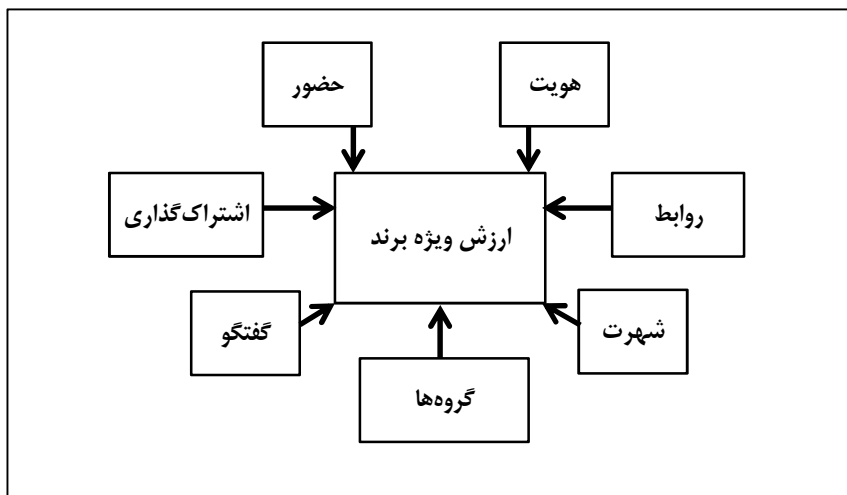 هویت
حضور
روابط
ارزش ویژه برند
اشتراک‌گذاری
شهرت
گفتگو
گروه‌ها